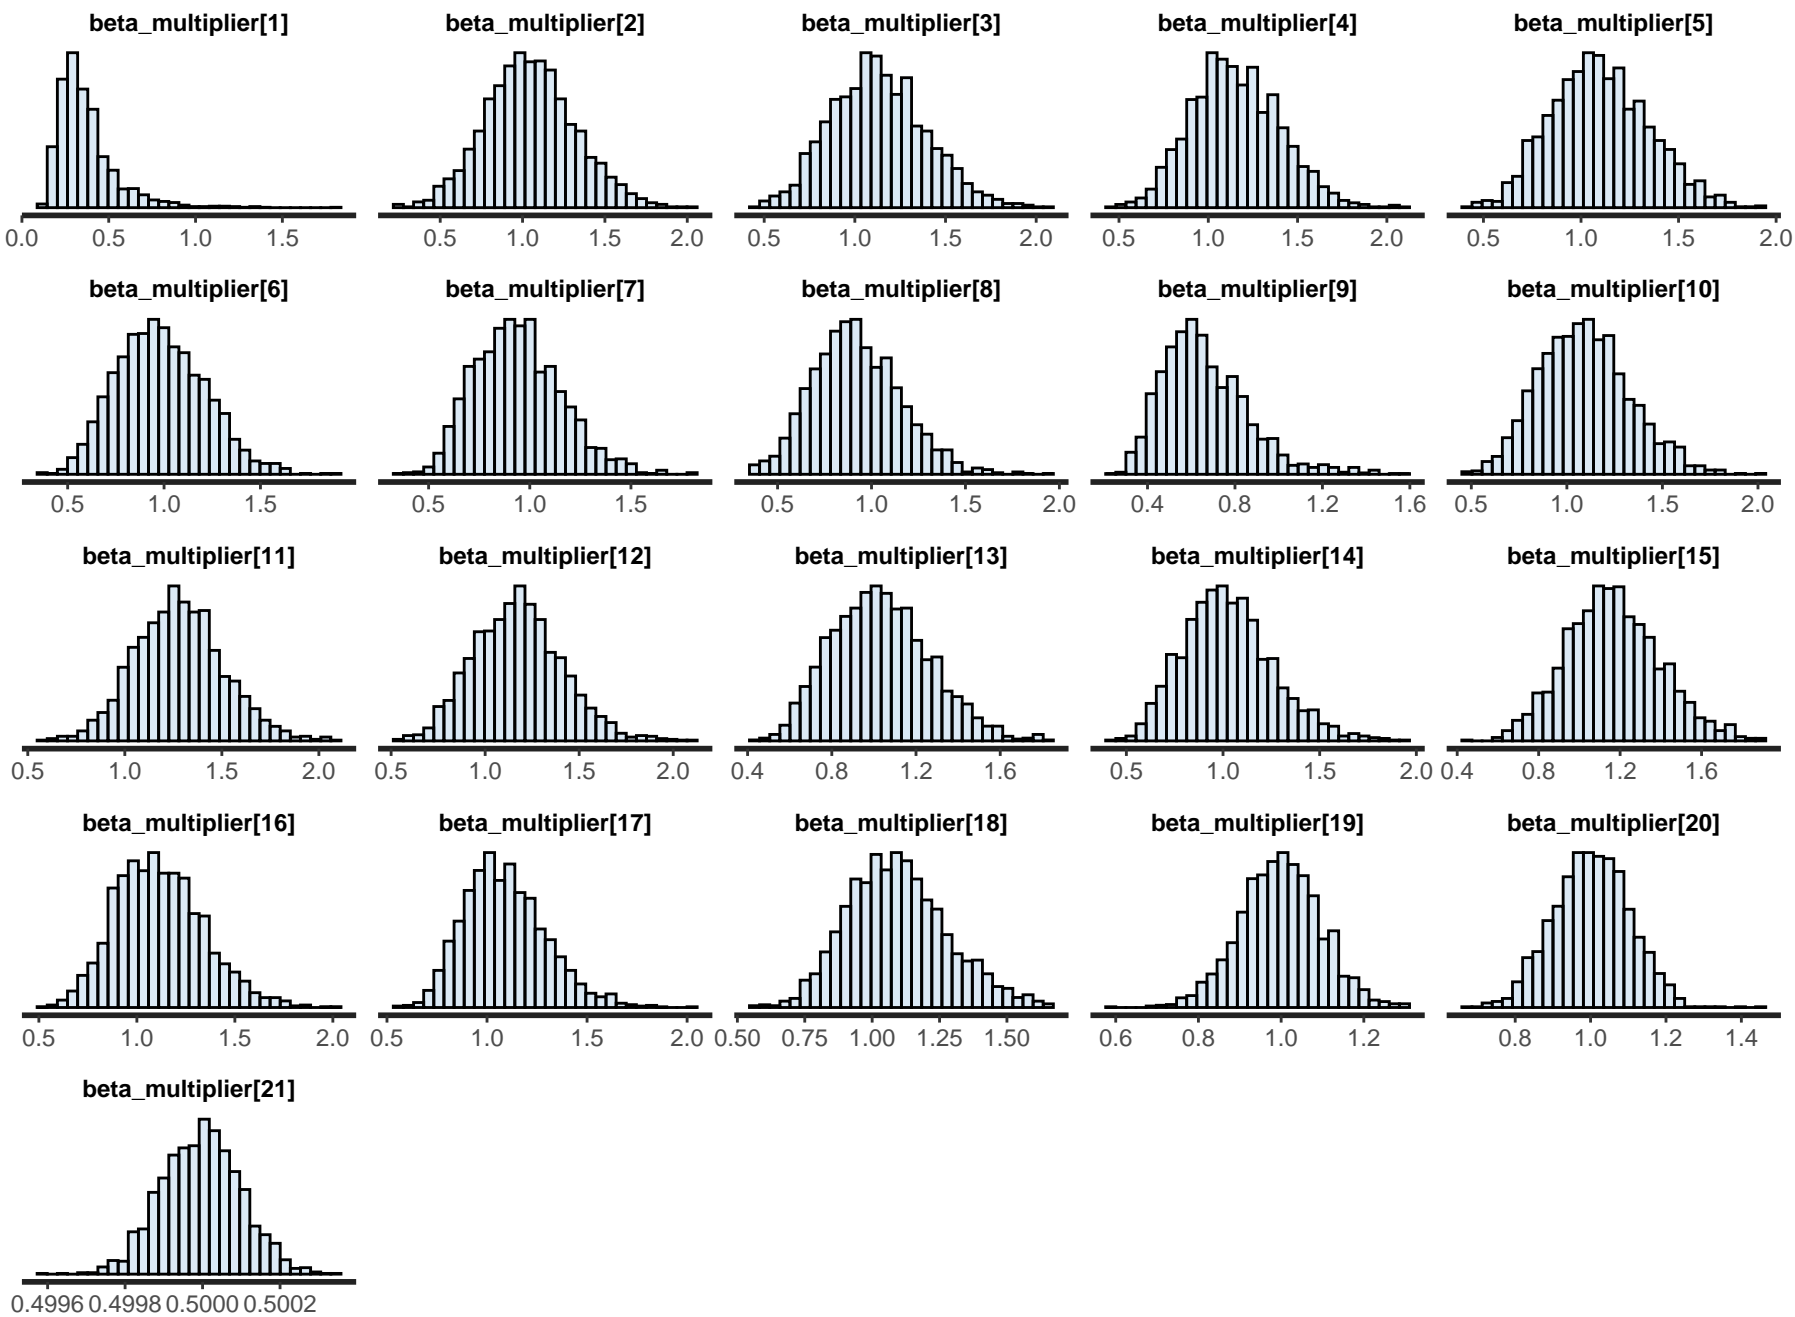 beta_multiplier[1] beta_multiplier[2] beta_multiplier[3] beta_multiplier[4] beta_multiplier[5]
0.0 0.5 1.0 1.5 0.5 1.0 1.5 2.0 0.5 1.0 1.5 2.0 0.5 1.0 1.5 2.0 0.5 1.0 1.5 2.0
beta_multiplier[6] beta_multiplier[7] beta_multiplier[8] beta_multiplier[9] beta_multiplier[10]
0.5 1.0 1.5 0.5 1.0 1.5 0.5 1.0 1.5 2.0 0.4 0.8 1.2 1.6 0.5 1.0 1.5 2.0
beta_multiplier[11] beta_multiplier[12] beta_multiplier[13] beta_multiplier[14] beta_multiplier[15]
0.5 1.0 1.5 2.0 0.5 1.0 1.5 2.0 0.4 0.8 1.2 1.6 0.5 1.0 1.5 2.0 0.4 0.8 1.2 1.6
beta_multiplier[16] beta_multiplier[17] beta_multiplier[18] beta_multiplier[19] beta_multiplier[20]
0.5 1.0 1.5 2.0 0.5 1.0 1.5 2.0 0.50 0.75 1.00 1.25 1.50 0.6 0.8 1.0 1.2 0.8 1.0 1.2 1.4
beta_multiplier[21]
0.4996 0.4998 0.5000 0.5002